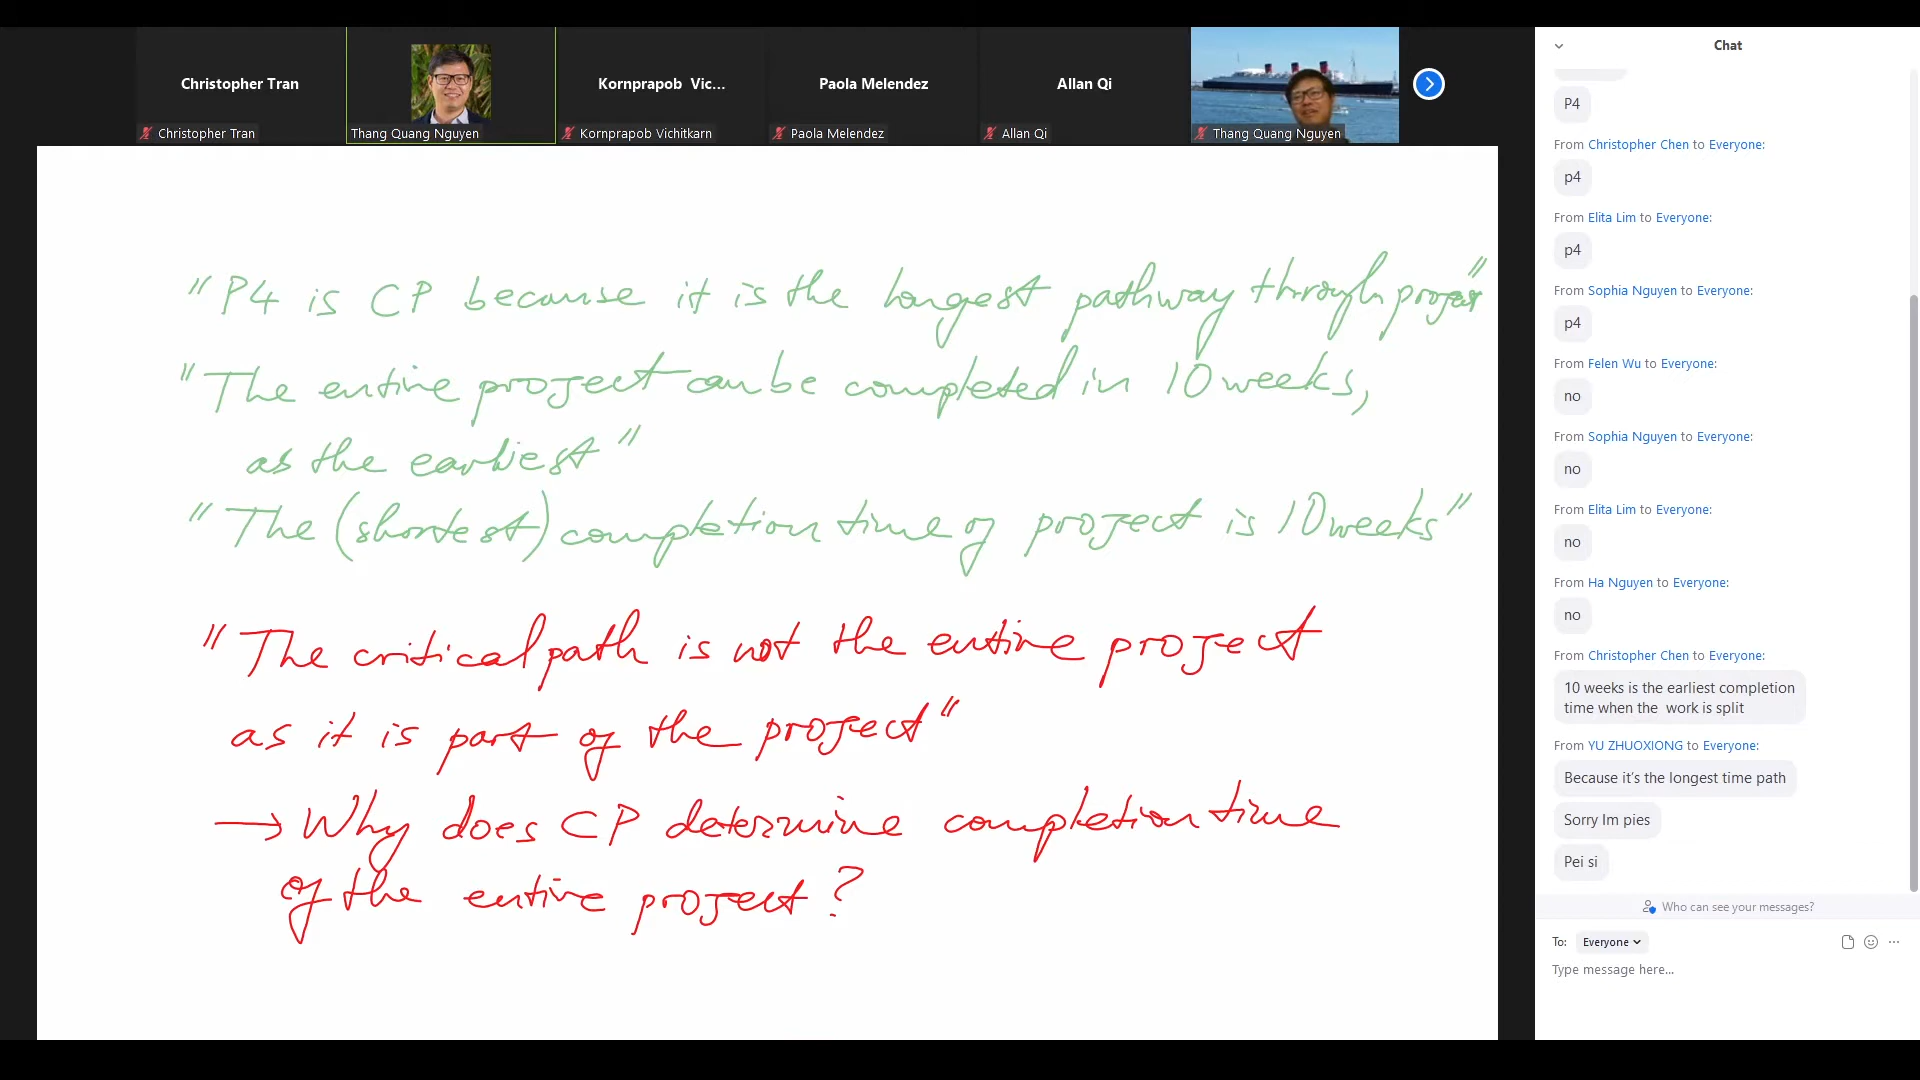 Christopher Tran
Kornprapob Vic...
Paola Melendez
Allan Qi
Christopher Tran
Thang Quang Nguyen
Kornprapob Vichitkarn
Paola Melendez
Allan Qi
Thang Quang Nguyen
"P4 is CP because it is the longest pathway through project"
"The entire project can be completed in 10 weeks,
as the earliest"
"The (shortest) completion time of project is 10 weeks"
"The critical path is not the entire project
as it is part of the project"
→ Why does CP determine completion time
of the entire project?
Chat
P4
From Christopher Chen to Everyone:
p4
From Elita Lim to Everyone:
p4
From Sophia Nguyen to Everyone:
p4
From Felen Wu to Everyone:
no
From Sophia Nguyen to Everyone:
no
From Elita Lim to Everyone:
no
From Ha Nguyen to Everyone:
no
From Christopher Chen to Everyone:
10 weeks is the earliest completion
time when the work is split
From YU ZHUOXIONG to Everyone:
Because it's the longest time path
Sorry Im pies
Pei si
Who can see your messages?
To: Everyone
Type message here...